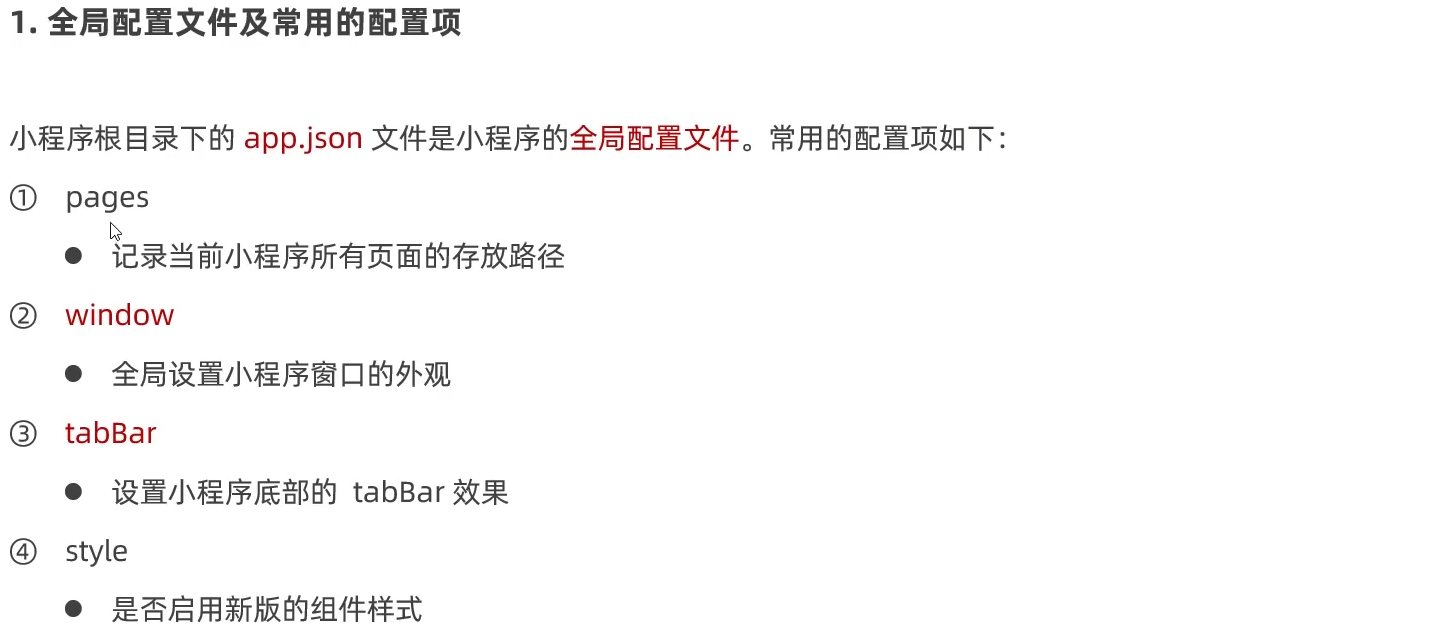 1. 全局配置文件及常用的配置项
小程序根目录下的 app.json 文件是小程序的全局配置文件。常用的配置项如下：
① pages
● 记录当前小程序所有页面的存放路径
② window
● 全局设置小程序窗口的外观
③ tabBar
● 设置小程序底部的 tabBar 效果
④ style
● 是否启用新版的组件样式